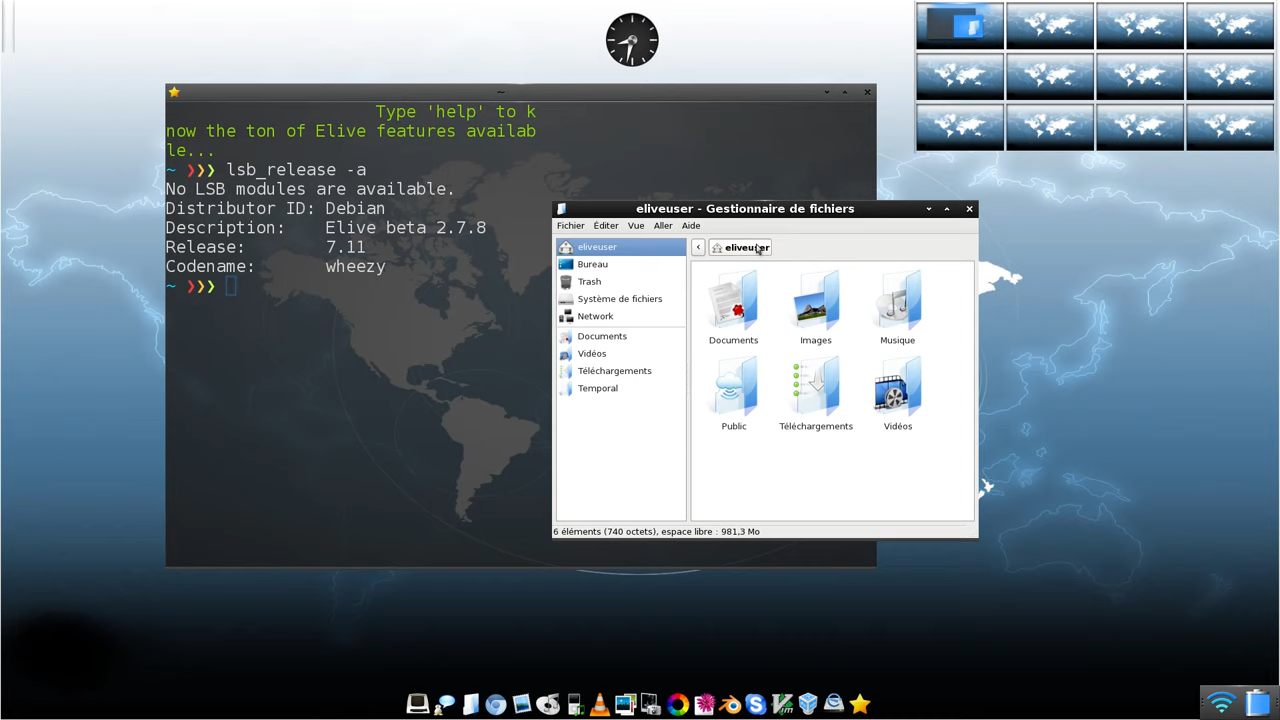 ~
Type 'help' to k
now the ton of Elive features availab
le...
~ ❯❯❯ lsb_release -a
No LSB modules are available.
Distributor ID: Debian
Description:    Elive beta 2.7.8
Release:        7.11
Codename:       wheezy
~ ❯❯❯
eliveuser - Gestionnaire de fichiers
Fichier Éditer Vue Aller Aide
eliveuser
Bureau
Trash
Système de fichiers
Network
Documents
Vidéos
Téléchargements
Temporal
eliveuser
Documents Images Musique
Public Téléchargements Vidéos
6 éléments (740 octets), espace libre : 981,3 Mo